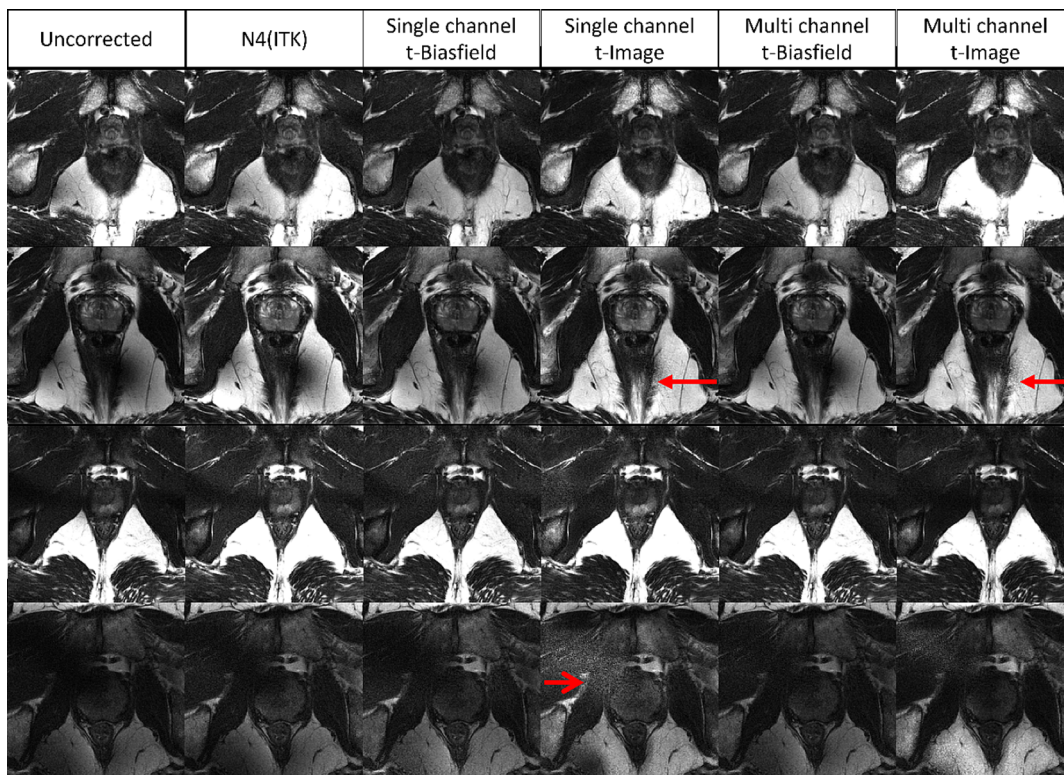 Uncorrected
N4(ITK)
Single channel
t-Biasfield
Single channel
t-Image
Multi channel
t-Biasfield
Multi channel
t-Image